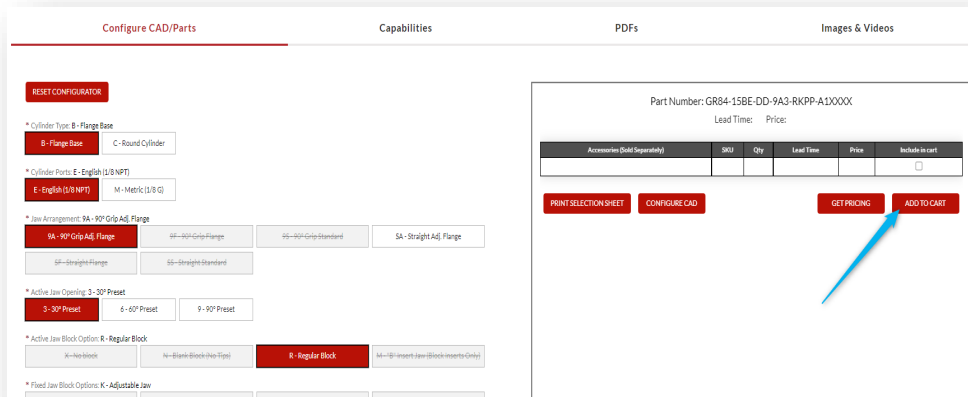 Configure CAD/Parts Capabilities PDFs Images & Videos
RESET CONFIGURATOR
* Cylinder Type: B - Flange Base
B - Flange Base C - Round Cylinder
* Cylinder Ports: E - English (1/8 NPT)
E - English (1/8 NPT) M - Metric (1/8 G)
* Jaw Arrangement: 9A - 90° Grip Adj. Flange
9A - 90° Grip Adj. Flange 9F - 90° Grip Flange 9S - 90° Grip Standard SA - Straight Adj. Flange
SF - Straight Flange SS - Straight Standard
* Active Jaw Opening: 3 - 30° Preset
3 - 30° Preset 6 - 60° Preset 9 - 90° Preset
* Active Jaw Block Option: R - Regular Block
X - No block N - Blank Block (No Tips) R - Regular Block M - "B" Insert Jaw (Block Inserts Only)
* Fixed Jaw Block Options: K - Adjustable Jaw
Part Number: GR84-15BE-DD-9A3-RKPP-A1XXXX
Lead Time: Price:
Accessories (Sold Separately) SKU Qty Lead Time Price Include in cart
PRINT SELECTION SHEET CONFIGURE CAD GET PRICING ADD TO CART